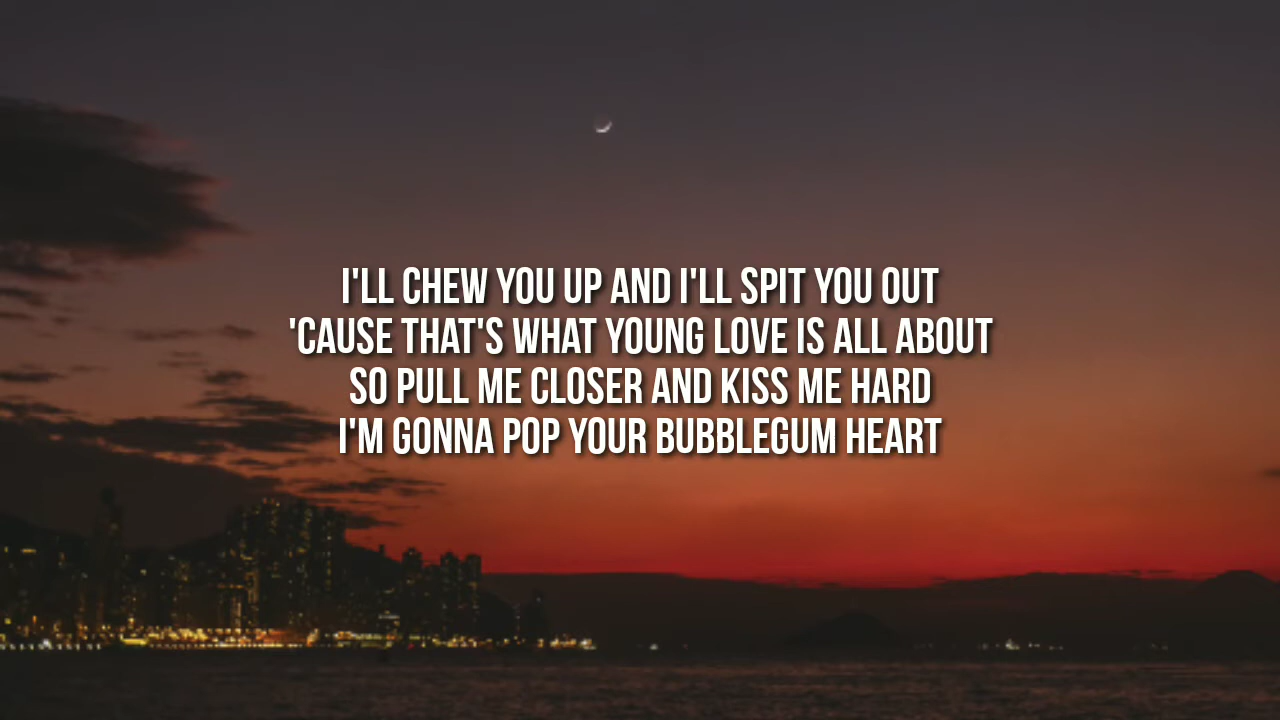 I'LL CHEW YOU UP AND I'LL SPIT YOU OUT
'CAUSE THAT'S WHAT YOUNG LOVE IS ALL ABOUT
SO PULL ME CLOSER AND KISS ME HARD
I'M GONNA POP YOUR BUBBLEGUM HEART